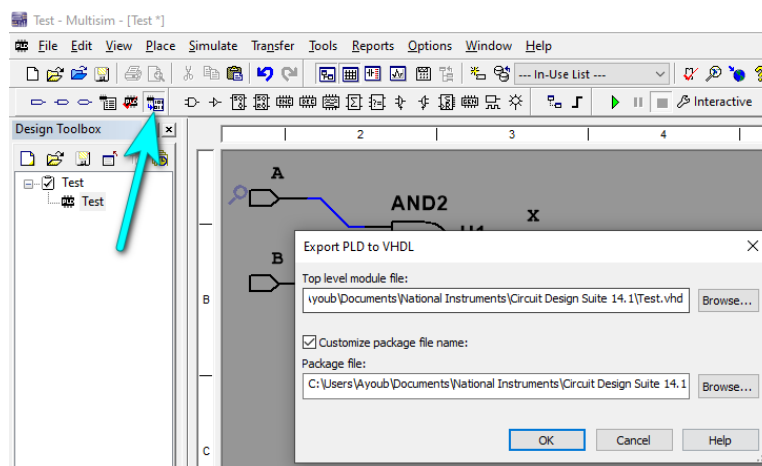 Test - Multisim - [Test *]
File Edit View Place Simulate Transfer Tools Reports Options Window Help
--- In-Use List ---
Interactive
Design Toolbox
2 3 4
Test
Test
A
AND2
X
B
B
C
Export PLD to VHDL
Top level module file:
\youb\Documents\National Instruments\Circuit Design Suite 14.1\Test.vhd Browse...
Customize package file name:
Package file:
C:\Users\Ayoub\Documents\National Instruments\Circuit Design Suite 14.1 Browse...
OK Cancel Help